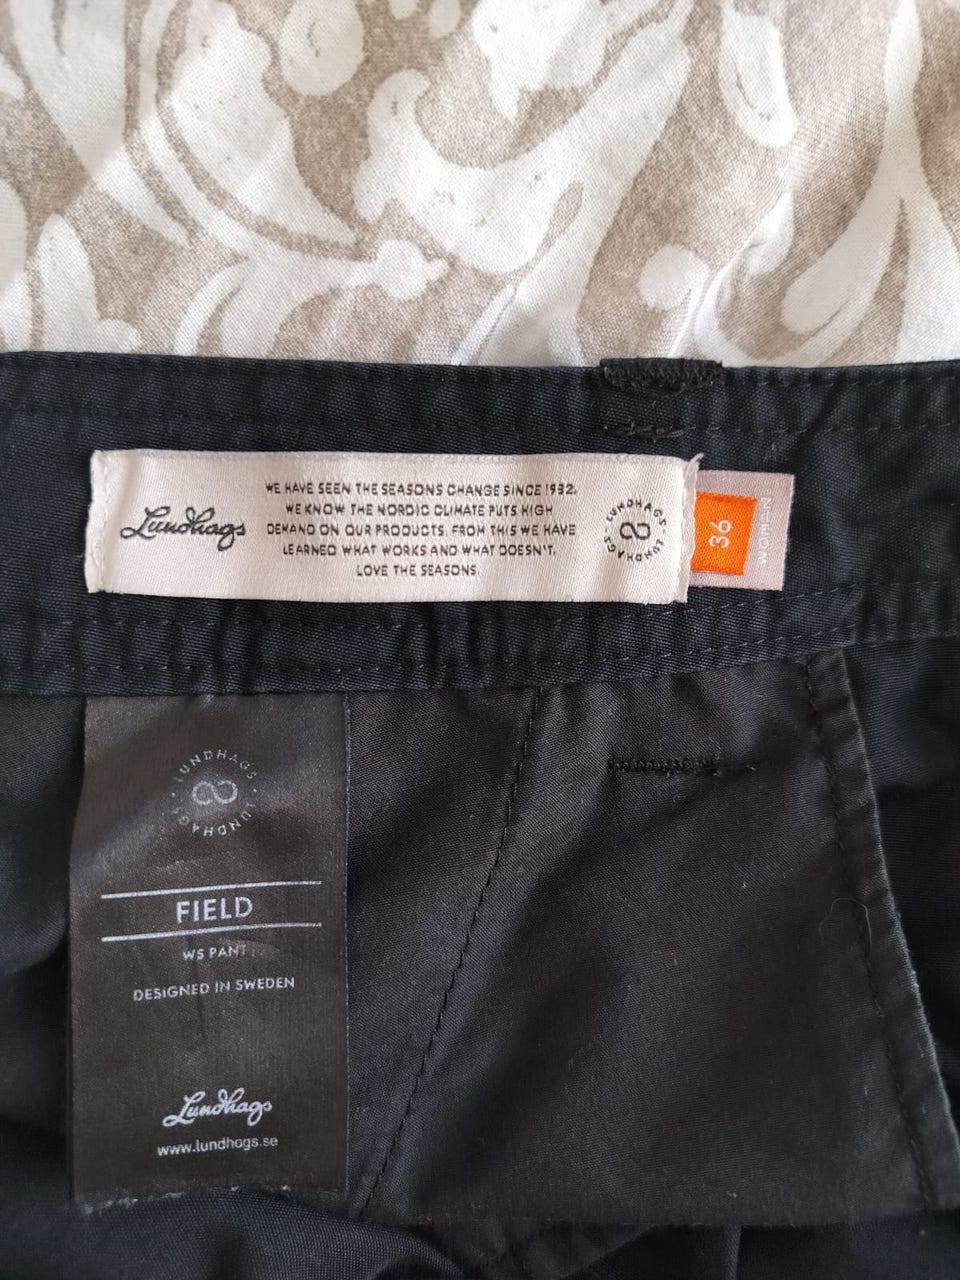 Lundhags
WE HAVE SEEN THE SEASONS CHANGE SINCE 1932.
WE KNOW THE NORDIC CLIMATE PUTS HIGH
DEMAND ON OUR PRODUCTS. FROM THIS WE HAVE
LEARNED WHAT WORKS AND WHAT DOESN'T.
LOVE THE SEASONS
LUNDHAGS · LUNDHAGS ·
36
WOMAN
LUNDHAGS · LUNDHAGS ·
FIELD
WS PANT
DESIGNED IN SWEDEN
Lundhags
www.lundhags.se